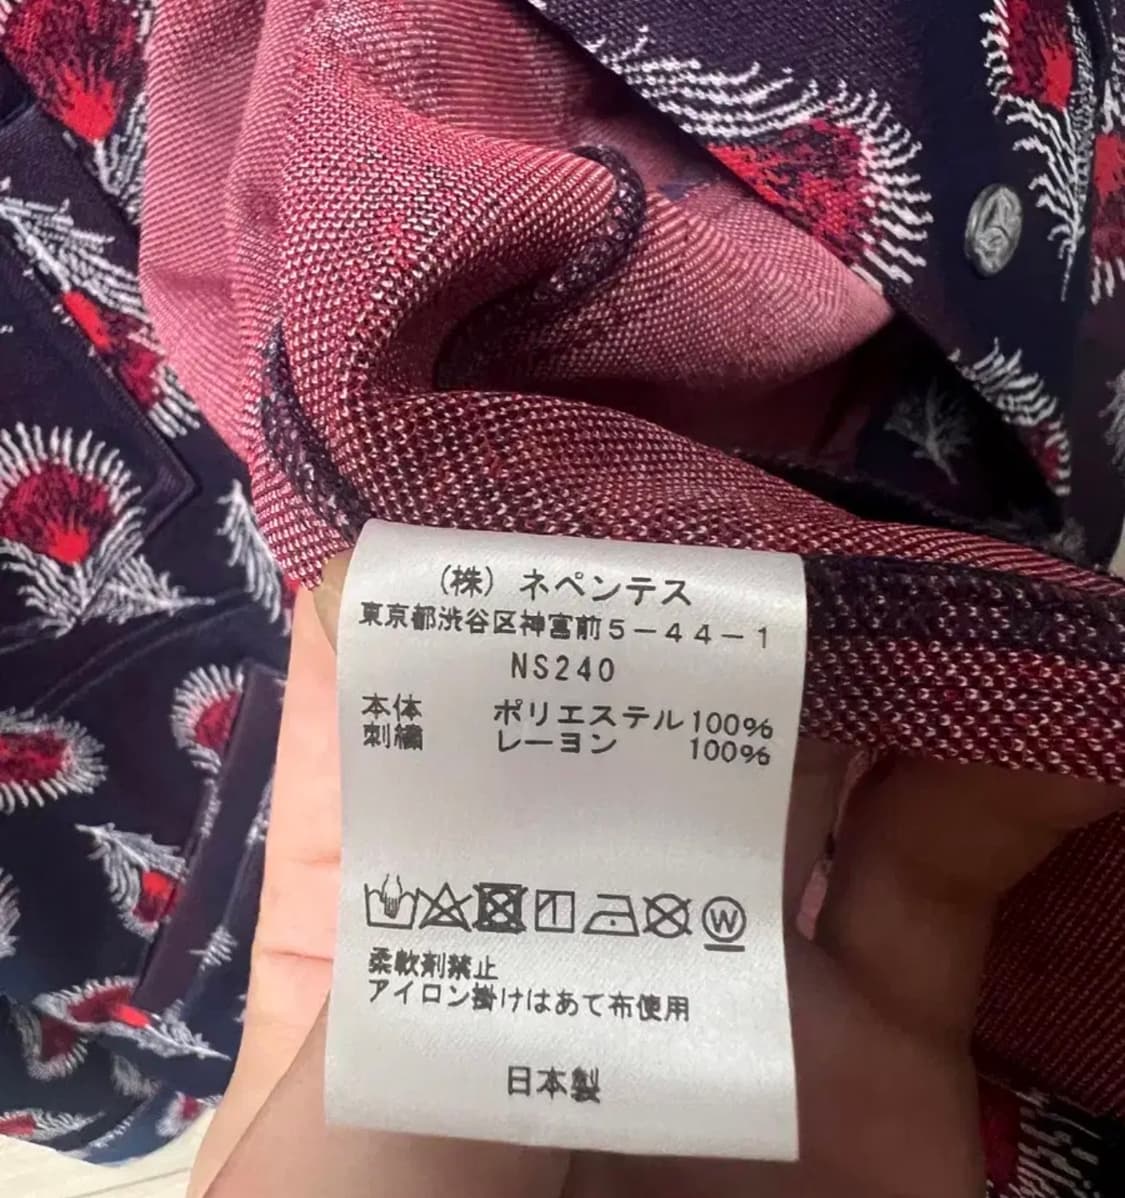 (株) ネペンテス
東京都渋谷区神宮前5-44-1
NS240
本体 ポリエステル100%
刺繍 レーヨン 100%
W
柔軟剤禁止
アイロン掛けはあて布使用
日本製